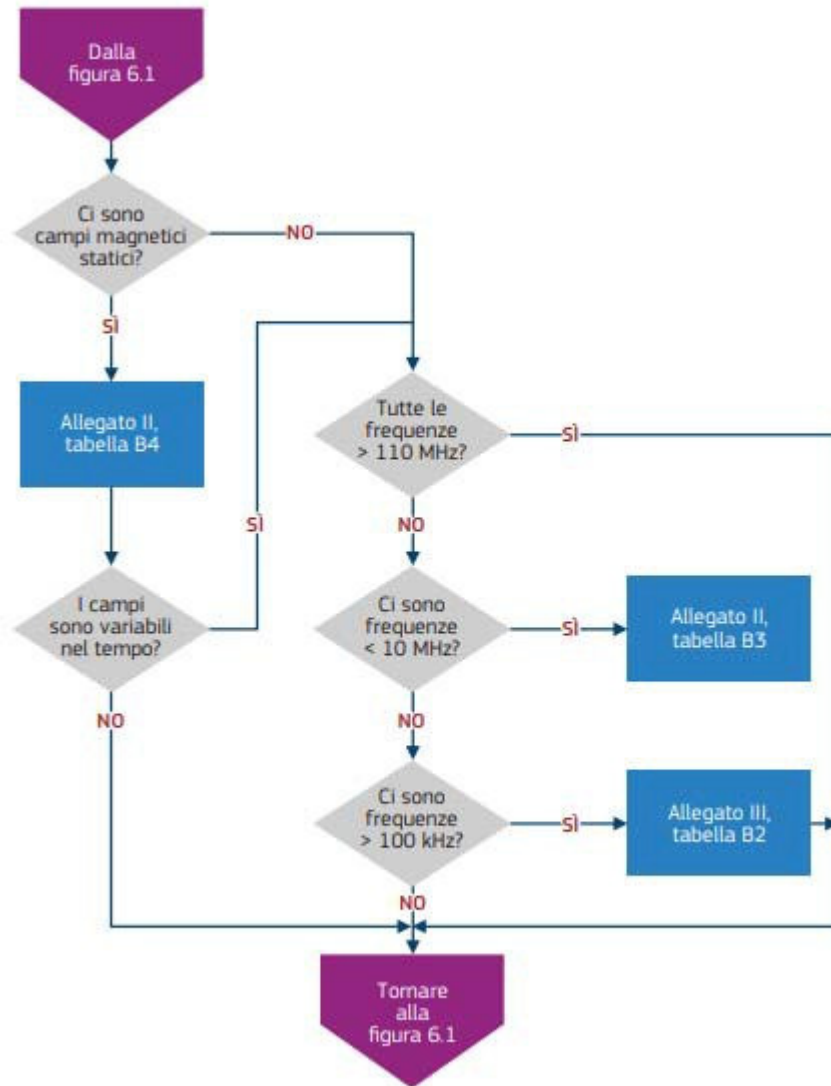 Dalla
figura 6.1
Ci sono
campi magnetici
statici?
NO
SÌ
Allegato II,
tabella B4
Tutte le
frequenze
> 110 MHz?
SÌ
SÌ
NO
I campi
sono variabili
nel tempo?
Ci sono
frequenze
< 10 MHz?
SÌ
Allegato II,
tabella B3
NO
NO
Ci sono
frequenze
> 100 kHz?
SÌ
Allegato III,
tabella B2
NO
Tornare
alla
figura 6.1